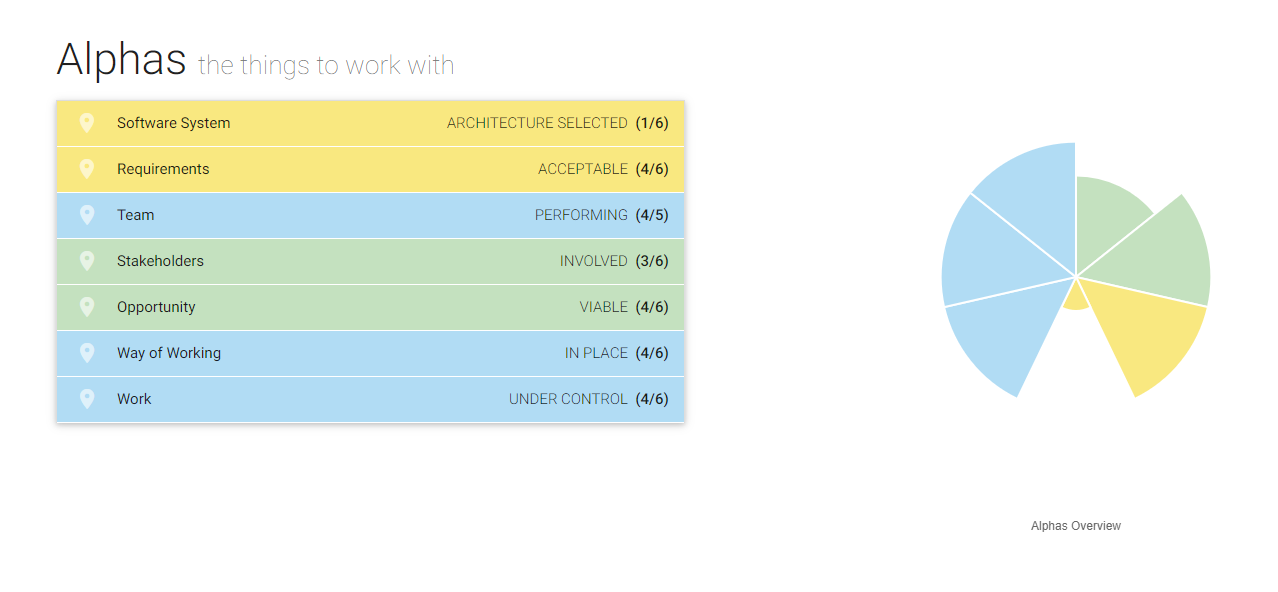 Alphas the things to work with
Software System ARCHITECTURE SELECTED (1/6)
Requirements ACCEPTABLE (4/6)
Team PERFORMING (4/5)
Stakeholders INVOLVED (3/6)
Opportunity VIABLE (4/6)
Way of Working IN PLACE (4/6)
Work UNDER CONTROL (4/6)
Alphas Overview